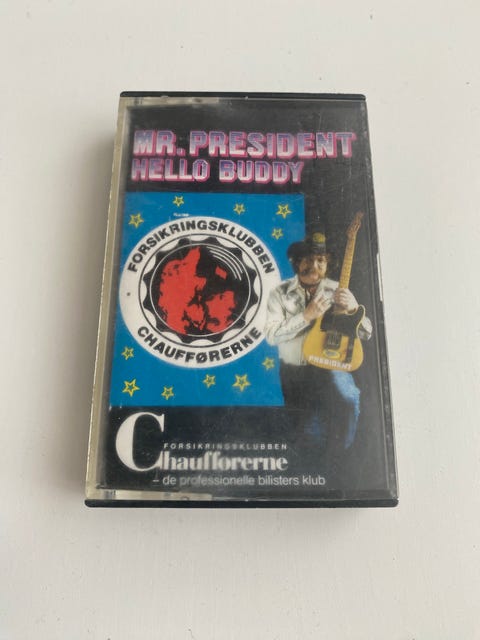 MR. PRESIDENT
HELLO BUDDY
FORSIKRINGSKLUBBEN
CHAUFFØRERNE
PRESIDENT
FORSIKRINGSKLUBBEN
Chaufførerne
– de professionelle bilisters klub